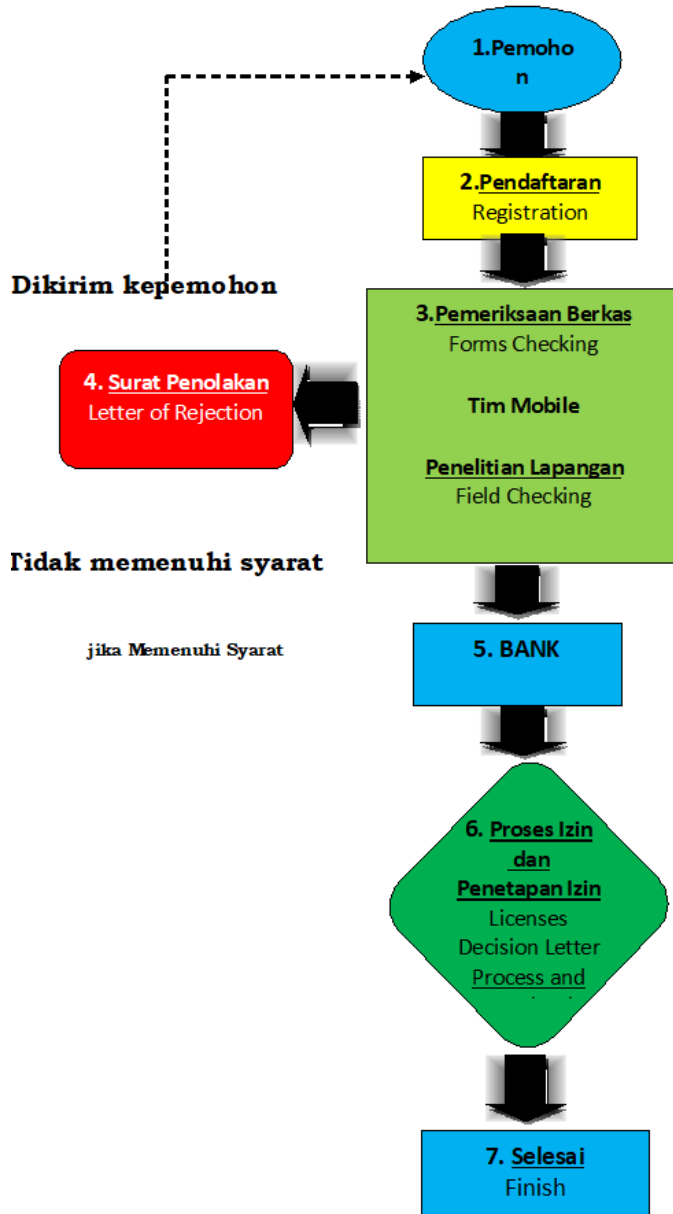 1.Pemoho
n
2.Pendaftaran
Registration
Dikirim kepemohon
3.Pemeriksaan Berkas
Forms Checking
Tim Mobile
Penelitian Lapangan
Field Checking
4. Surat Penolakan
Letter of Rejection
Tidak memenuhi syarat
jika Memenuhi Syarat
5. BANK
6. Proses Izin
dan
Penetapan Izin
Licenses
Decision Letter
Process and
7. Selesai
Finish